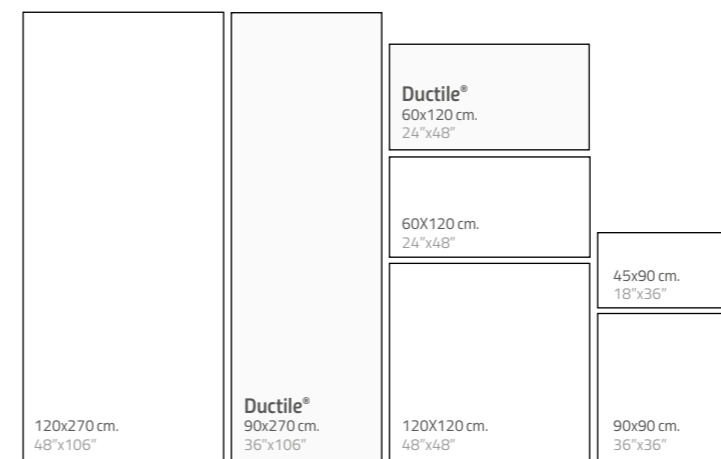 120x270 cm.
48”x106”
Ductile®
90x270 cm.
36”x106”
Ductile®
60x120 cm.
24”x48”
60X120 cm.
24”x48”
120X120 cm.
48”x48”
45x90 cm.
18”x36”
90x90 cm.
36”x36”